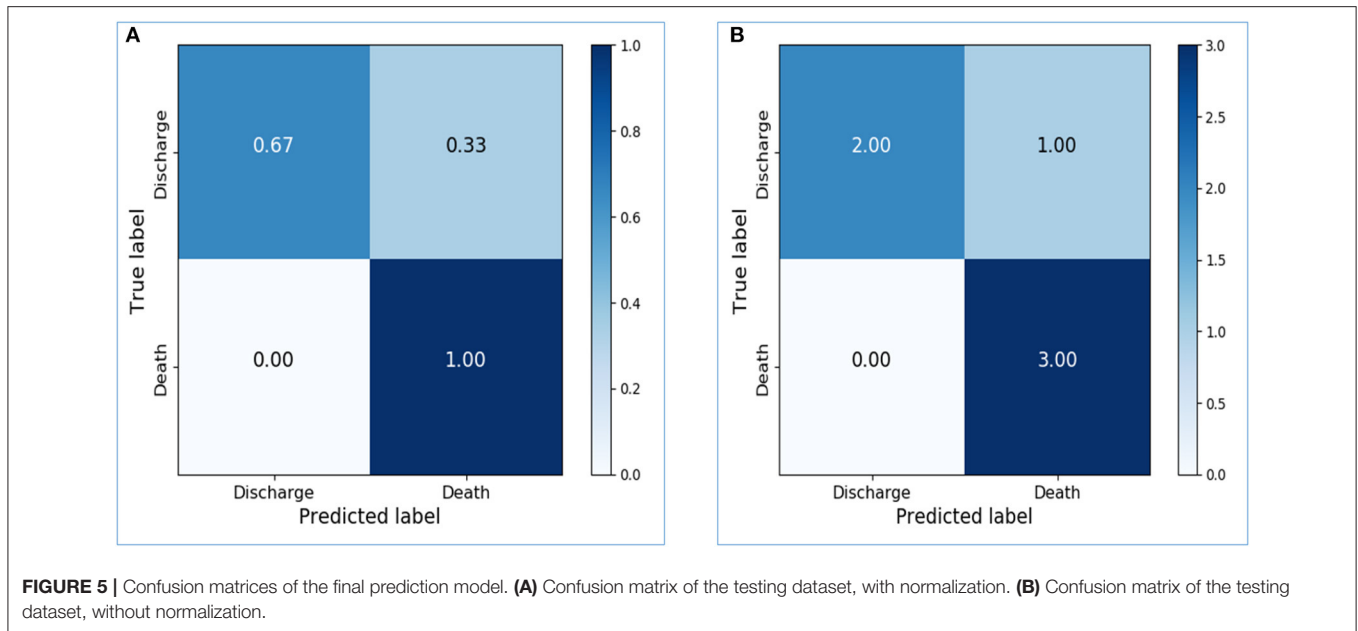 A
Discharge
Death
True label
0.67
0.33
0.00
1.00
Discharge
Death
Predicted label
1.0
0.8
0.6
0.4
0.2
0.0
B
Discharge
Death
True label
2.00
1.00
0.00
3.00
Discharge
Death
Predicted label
3.0
2.5
2.0
1.5
1.0
0.5
0.0
FIGURE 5 | Confusion matrices of the final prediction model. (A) Confusion matrix of the testing dataset, with normalization. (B) Confusion matrix of the testing
dataset, without normalization.